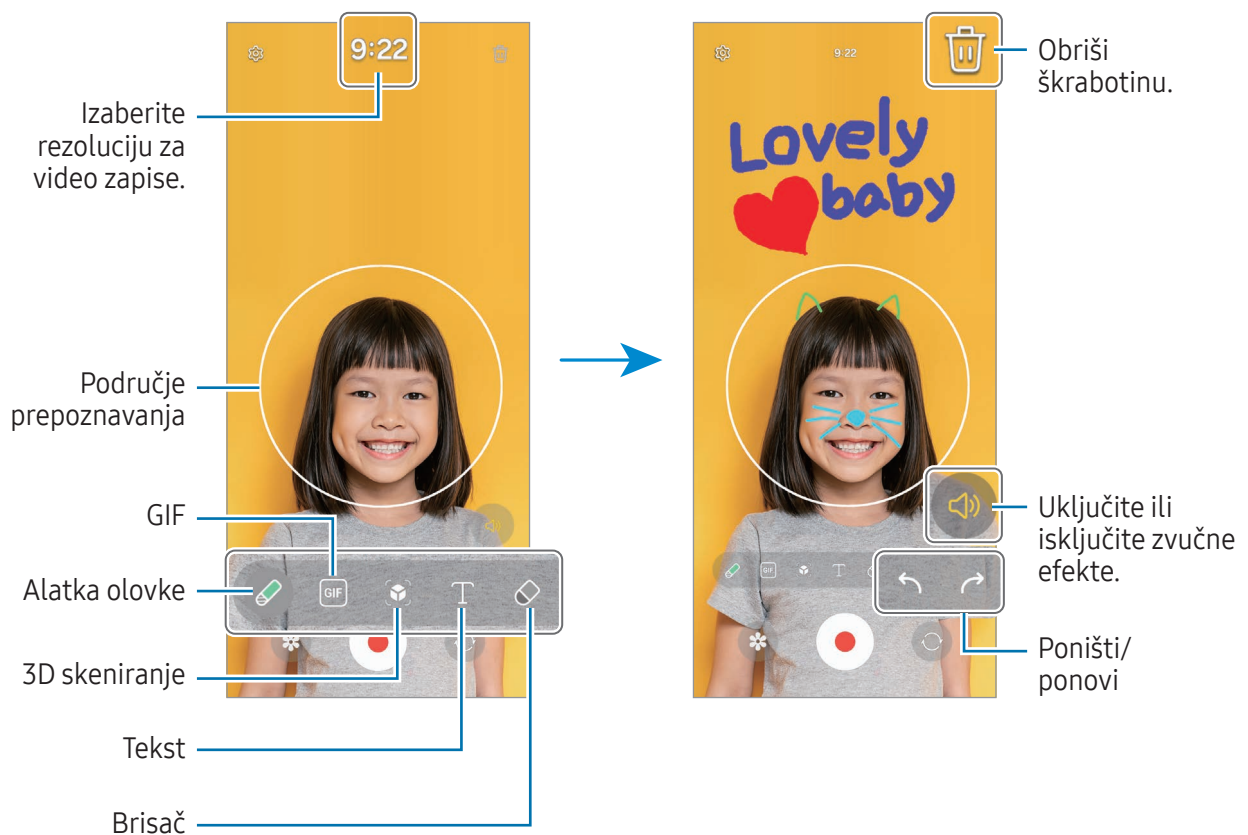 9:22
Izaberite
rezoluciju za
video zapise.
Područje
prepoznavanja
GIF
Alatka olovke
GIF
3D skeniranje
Tekst
Brisač
9:22
Obriši
škrabotinu.
Lovely
baby
Uključite ili
isključite zvučne
efekte.
GIF
Poništi/
ponovi